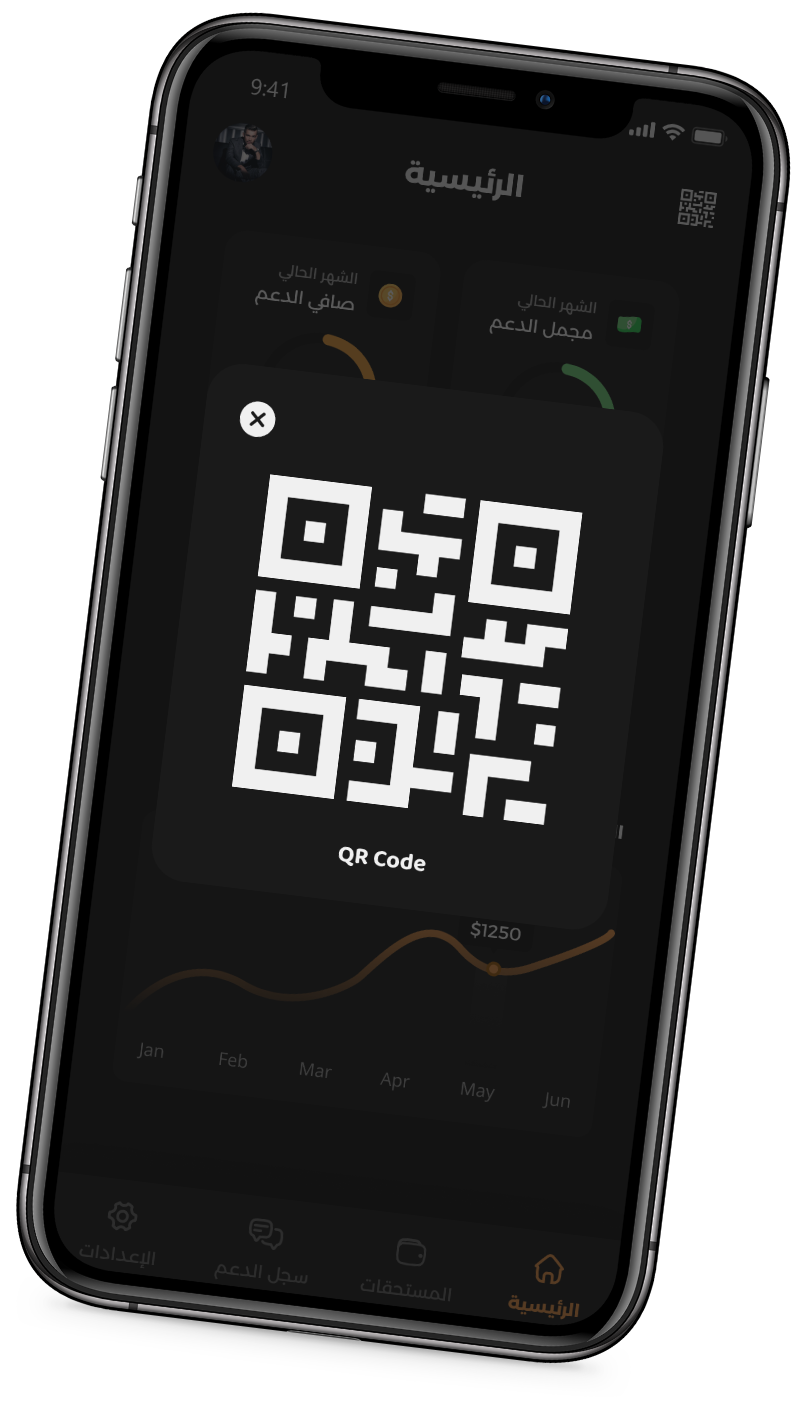 9:41
الرئيسية
الشهر الحالي
مجمل الدعم
الشهر الحالي
صافي الدعم
QR Code
$1250
Jan Feb Mar Apr May Jun
الرئيسية المستحقات سجل الدعم الإعدادات